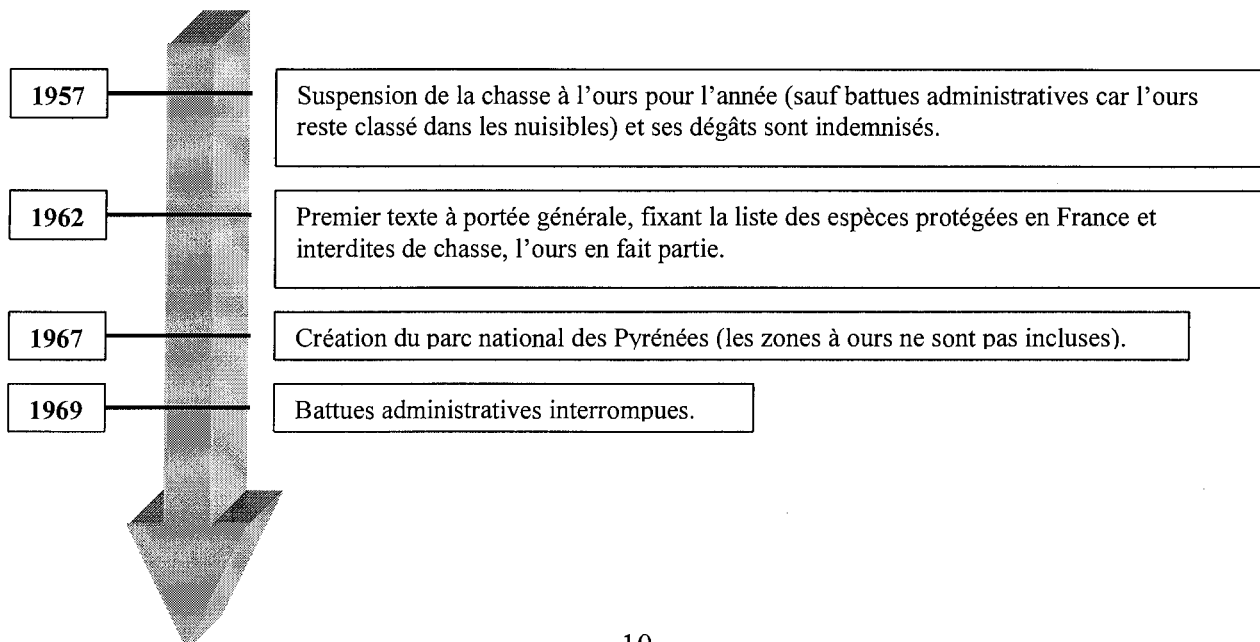 1957
Suspension de la chasse à l'ours pour l'année (sauf battues administratives car l'ours
reste classé dans les nuisibles) et ses dégâts sont indemnisés.
1962
Premier texte à portée générale, fixant la liste des espèces protégées en France et
interdites de chasse, l'ours en fait partie.
1967
Création du parc national des Pyrénées (les zones à ours ne sont pas incluses).
1969
Battues administratives interrompues.
10